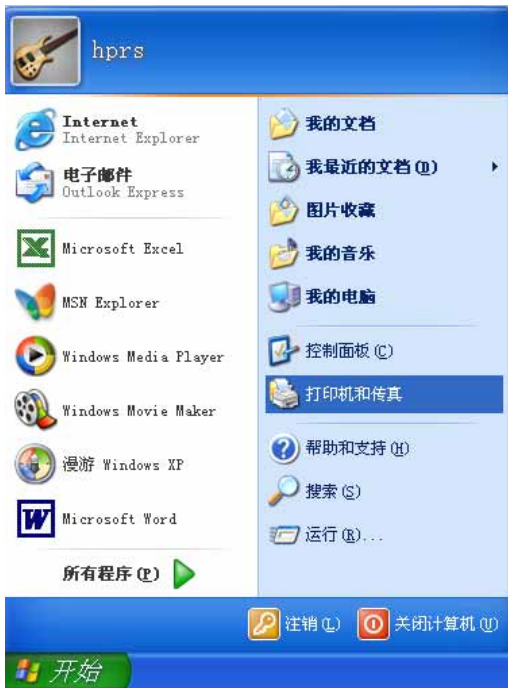 hprs
Internet
Internet Explorer
电子邮件
Outlook Express
Microsoft Excel
MSN Explorer
Windows Media Player
Windows Movie Maker
漫游 Windows XP
Microsoft Word
所有程序(P)
我的文档
我最近的文档(D)
图片收藏
我的音乐
我的电脑
控制面板(C)
打印机和传真
帮助和支持(H)
搜索(S)
运行(R)...
注销(L)
关闭计算机(U)
开始